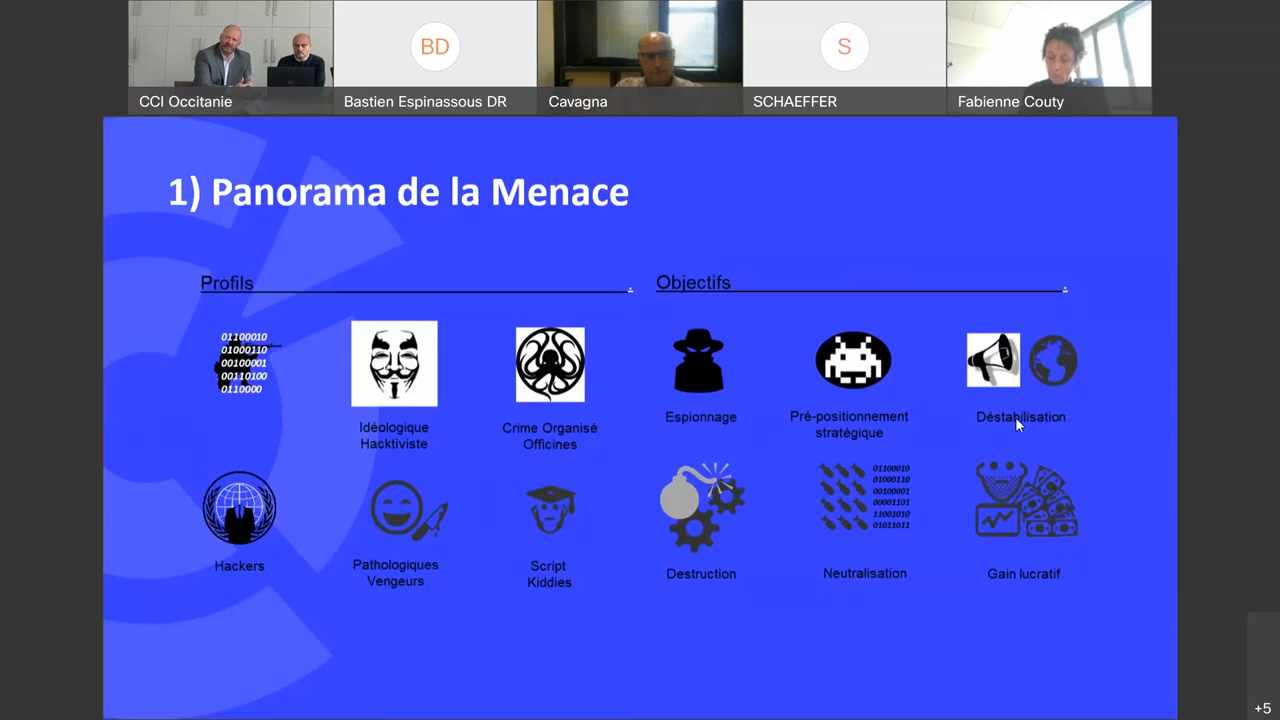 BD
S
CCI Occitanie
Bastien Espinassous DR
Cavagna
SCHAEFFER
Fabienne Couty
1) Panorama de la Menace
Profils
Objectifs
01100010
01000110
00100001
00110100
0110000
Idéologique
Hacktiviste
Crime Organisé
Officines
Espionnage
Pré-positionnement
stratégique
Déstabilisation
01100010
01000110
00100001
00001101
11001010
01011011
Hackers
Pathologiques
Vengeurs
Script
Kiddies
Destruction
Neutralisation
Gain lucratif
+5